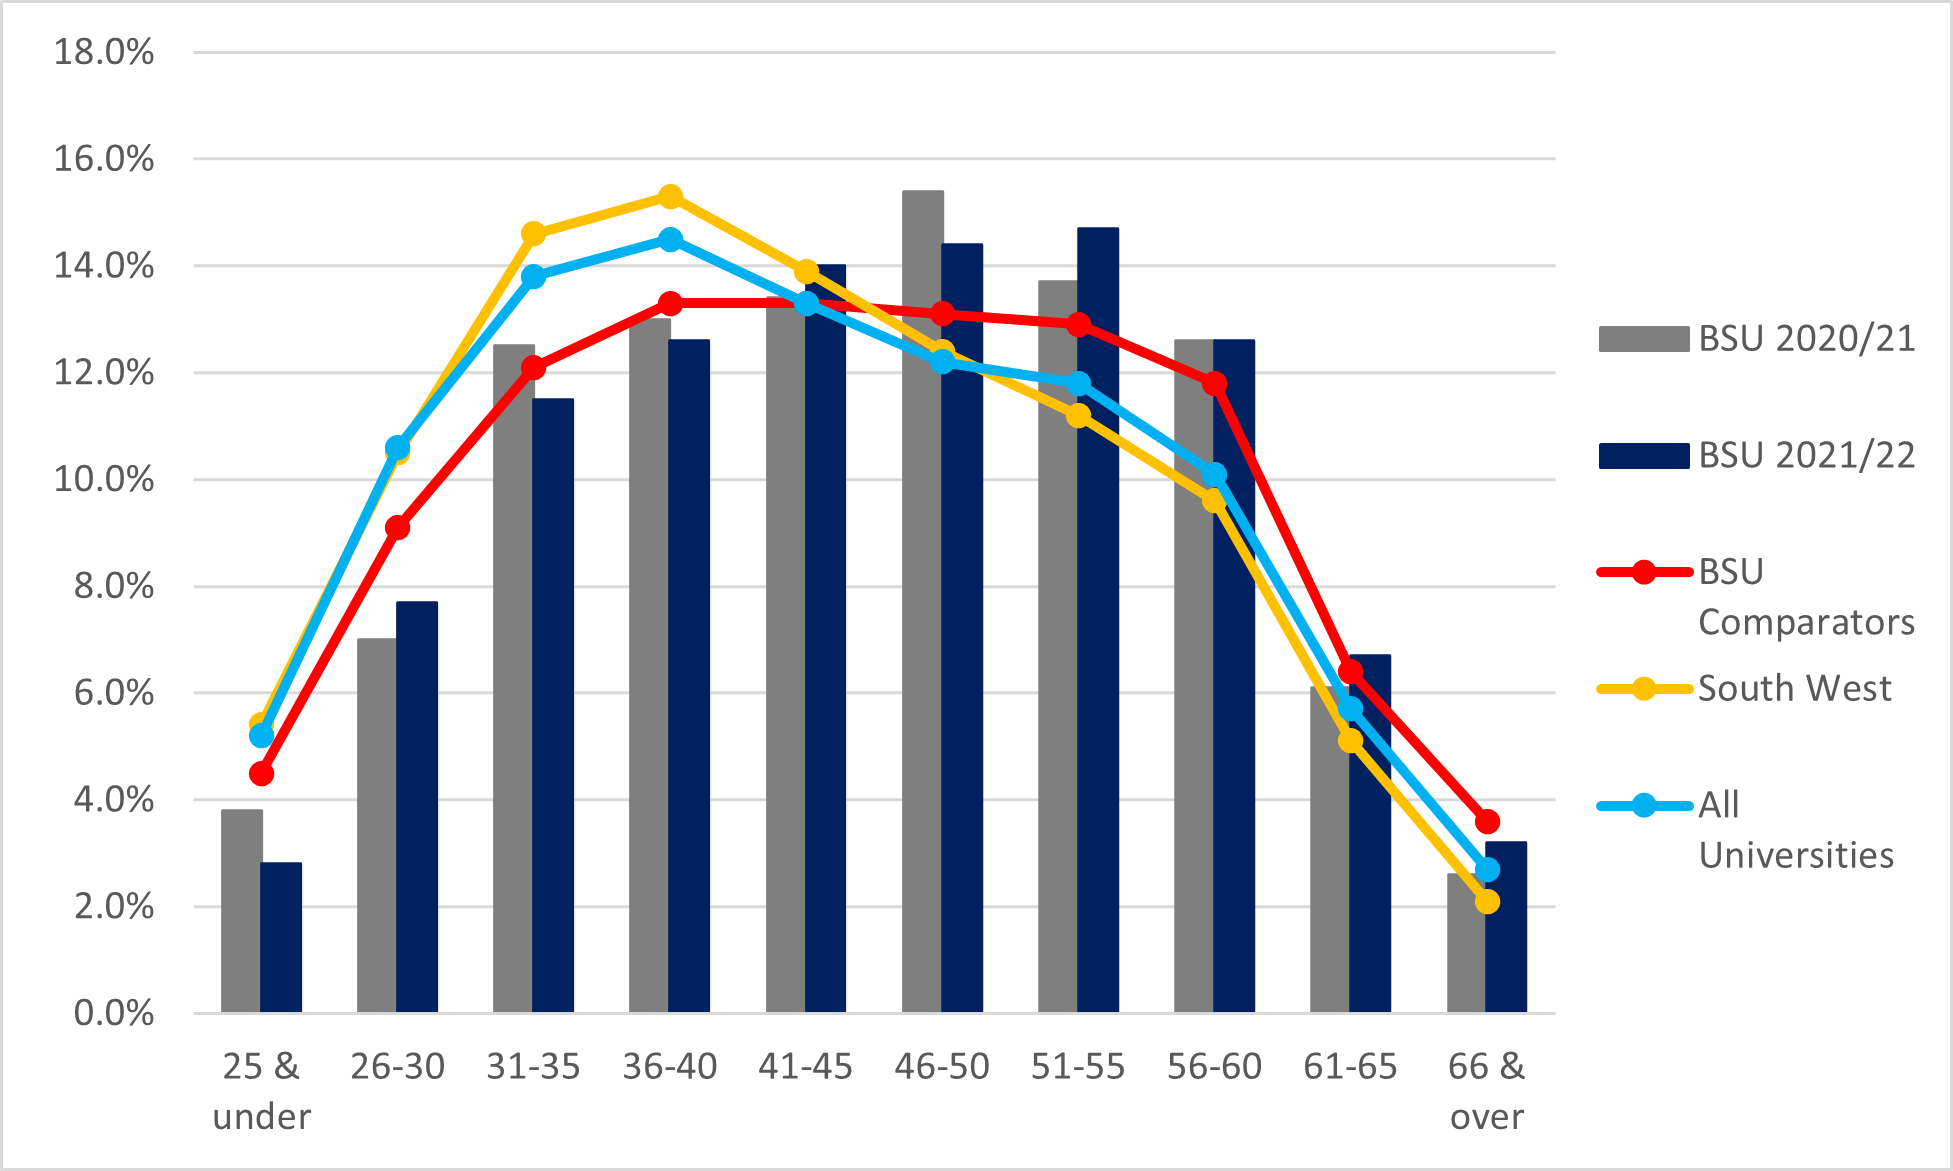 18.0%
16.0%
14.0%
12.0%
10.0%
8.0%
6.0%
4.0%
2.0%
0.0%
25 &
under
26-30
31-35
36-40
41-45
46-50
51-55
56-60
61-65
66 &
over
BSU 2020/21
BSU 2021/22
BSU
Comparators
South West
All
Universities